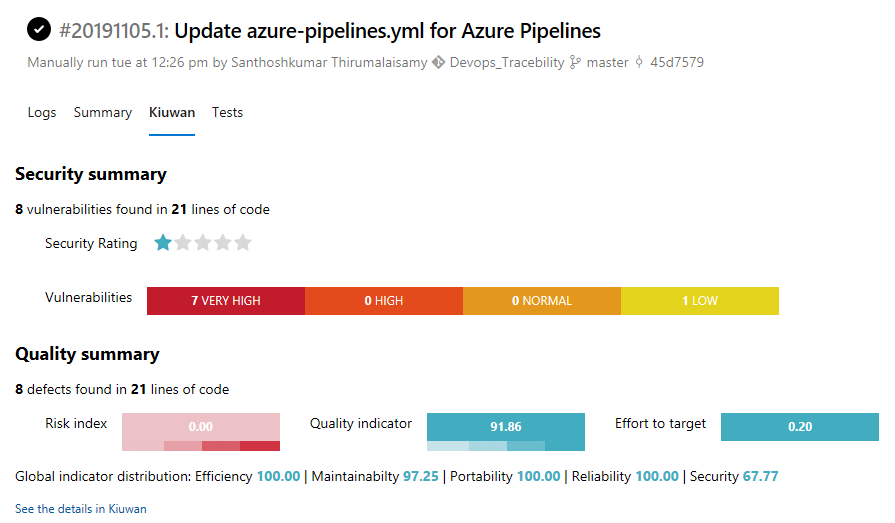 #20191105.1: Update azure-pipelines.yml for Azure Pipelines
Manually run tue at 12:26 pm by Santhoshkumar Thirumalaisamy Devops_Tracebility master 45d7579
Logs Summary Kiuwan Tests
Security summary
8 vulnerabilities found in 21 lines of code
Security Rating
Vulnerabilities 7 VERY HIGH 0 HIGH 0 NORMAL 1 LOW
Quality summary
8 defects found in 21 lines of code
Risk index 0.00 Quality indicator 91.86 Effort to target 0.20
Global indicator distribution: Efficiency 100.00 | Maintainabilty 97.25 | Portability 100.00 | Reliability 100.00 | Security 67.77
See the details in Kiuwan